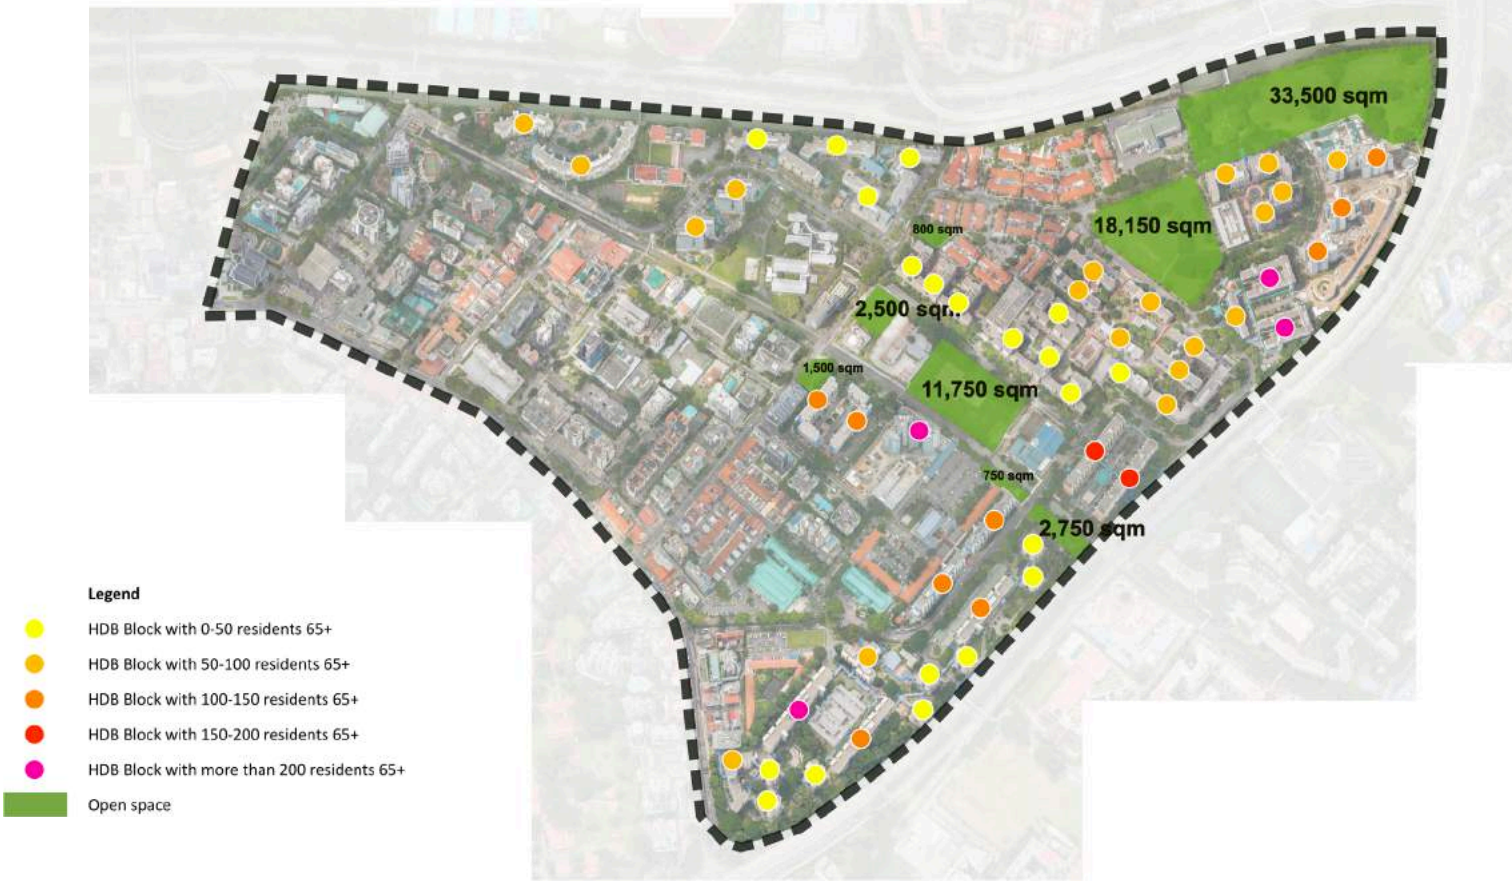 33,500 sqm
18,150 sqm
800 sqm
2,500 sqm
1,500 sqm
11,750 sqm
750 sqm
2,750 sqm
Legend
HDB Block with 0-50 residents 65+
HDB Block with 50-100 residents 65+
HDB Block with 100-150 residents 65+
HDB Block with 150-200 residents 65+
HDB Block with more than 200 residents 65+
Open space